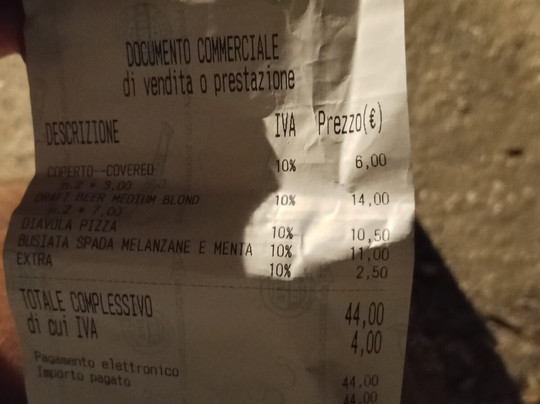 DOCUMENTO COMMERCIALE
di vendita o prestazione
DESCRIZIONE IVA Prezzo(€)
COPERTO--COVERED 10% 6,00
n.2 * 3,00
DRAFT BEER MEDIUM BLOND 10% 14,00
n.2 * 7,00
DIAVOLA PIZZA 10% 10,50
BUSIATA SPADA MELANZANE E MENTA 10% 11,00
EXTRA 10% 2,50
TOTALE COMPLESSIVO 44,00
di cui IVA 4,00
Pagamento elettronico 44,00
Importo pagato 44,00